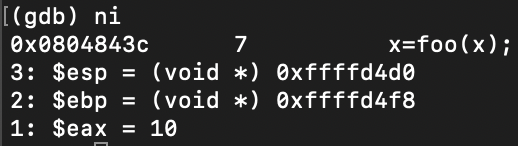 (gdb) ni
0x0804843c 7 x=foo(x);
3: $esp = (void *) 0xffffd4d0
2: $ebp = (void *) 0xffffd4f8
1: $eax = 10